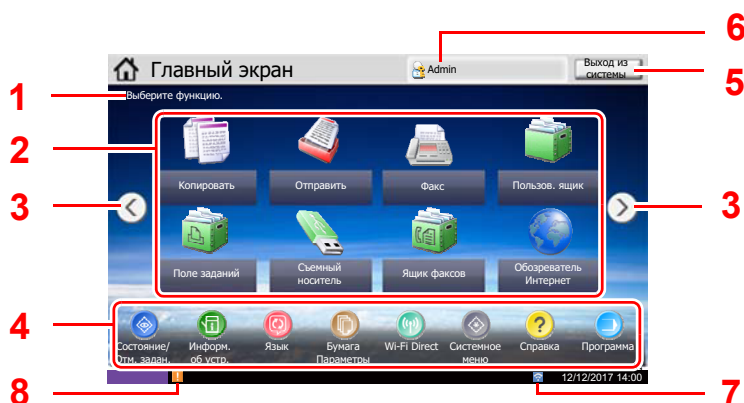 6
Главный экран
Admin
Выход из
системы
5
1
Выберите функцию.
2
Копировать
Отправить
Факс
Пользов. ящик
3
3
Поле заданий
Съемный
носитель
Ящик факсов
Обозреватель
Интернет
4
Состояние/
Отм. задан.
Информ.
об устр.
Язык
Бумага
Параметры
Wi-Fi Direct
Системное
меню
?
Справка
Программа
!
12/12/2017 14:00
8
7